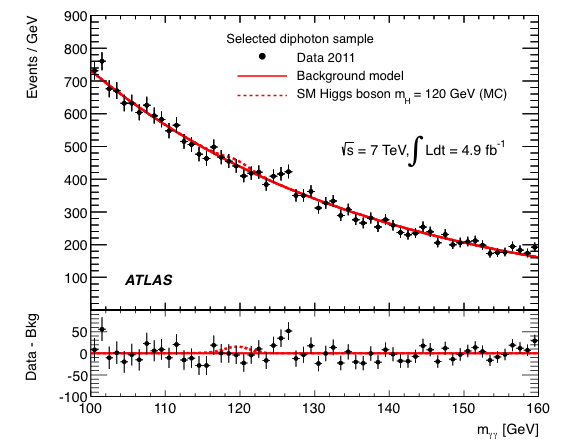 Events / GeV
900
800
700
600
500
400
300
200
100
Selected diphoton sample
Data 2011
Background model
SM Higgs boson m_H = 120 GeV (MC)
√s = 7 TeV, ∫ Ldt = 4.9 fb⁻¹
ATLAS
Data - Bkg
50
0
-50
-100
100 110 120 130 140 150 160
m_γγ [GeV]